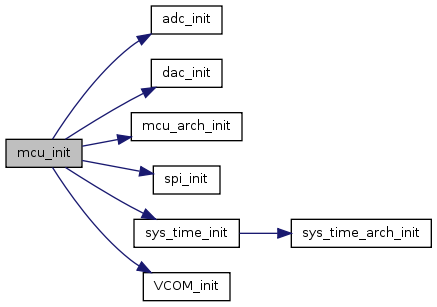 adc_init
dac_init
mcu_arch_init
mcu_init
spi_init
sys_time_init
sys_time_arch_init
VCOM_init